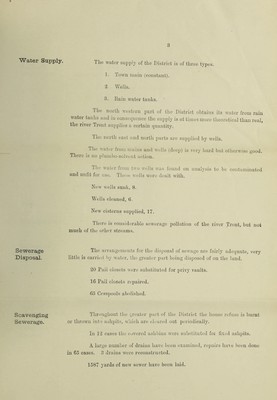 8
Water Supply.
The water supply of the District is of three types.
1. Town main (constant).
2. Wells.
3. Rain water tanks.
The north western part of the District obtains its water from rain
water tanks and in consequence the supply is at times more theoretical than real,
the river Trent supplies a certain quantity.
The north east and south parts are supplied by wells.
The water from mains and wells (deep) is very hard but otherwise good.
There is no plumbo-solvent action.
The water from two wells was found on analysis to be contaminated
and unfit for use. These wells were dealt with.
New wells sunk, 8.
Wells cleaned, 6.
New cisterns supplied, 17.
There is considerable sewerage pollution of the river Trent, but not
much of the other streams.
Sewerage
Disposal.
The arrangements for the disposal of sewage are fairly adequate, very
little is carried by water, the greater part being disposed of on the land.
20 Pail closets were substituted for privy vaults.
16 Pail closets repaired.
65 Cesspools abolished.
Scavenging
Sewerage.
Throughout the greater part of the District the house refuse is burnt
or thrown into ashpits, which are cleared out periodically.
In 12 cases the covered ashbins were substituted for fixed ashpits.
A large number of drains have been examined, repairs have been done
in 63 cases. 3 drains were reconstructed.
1587 yards of new sewer have been laid.